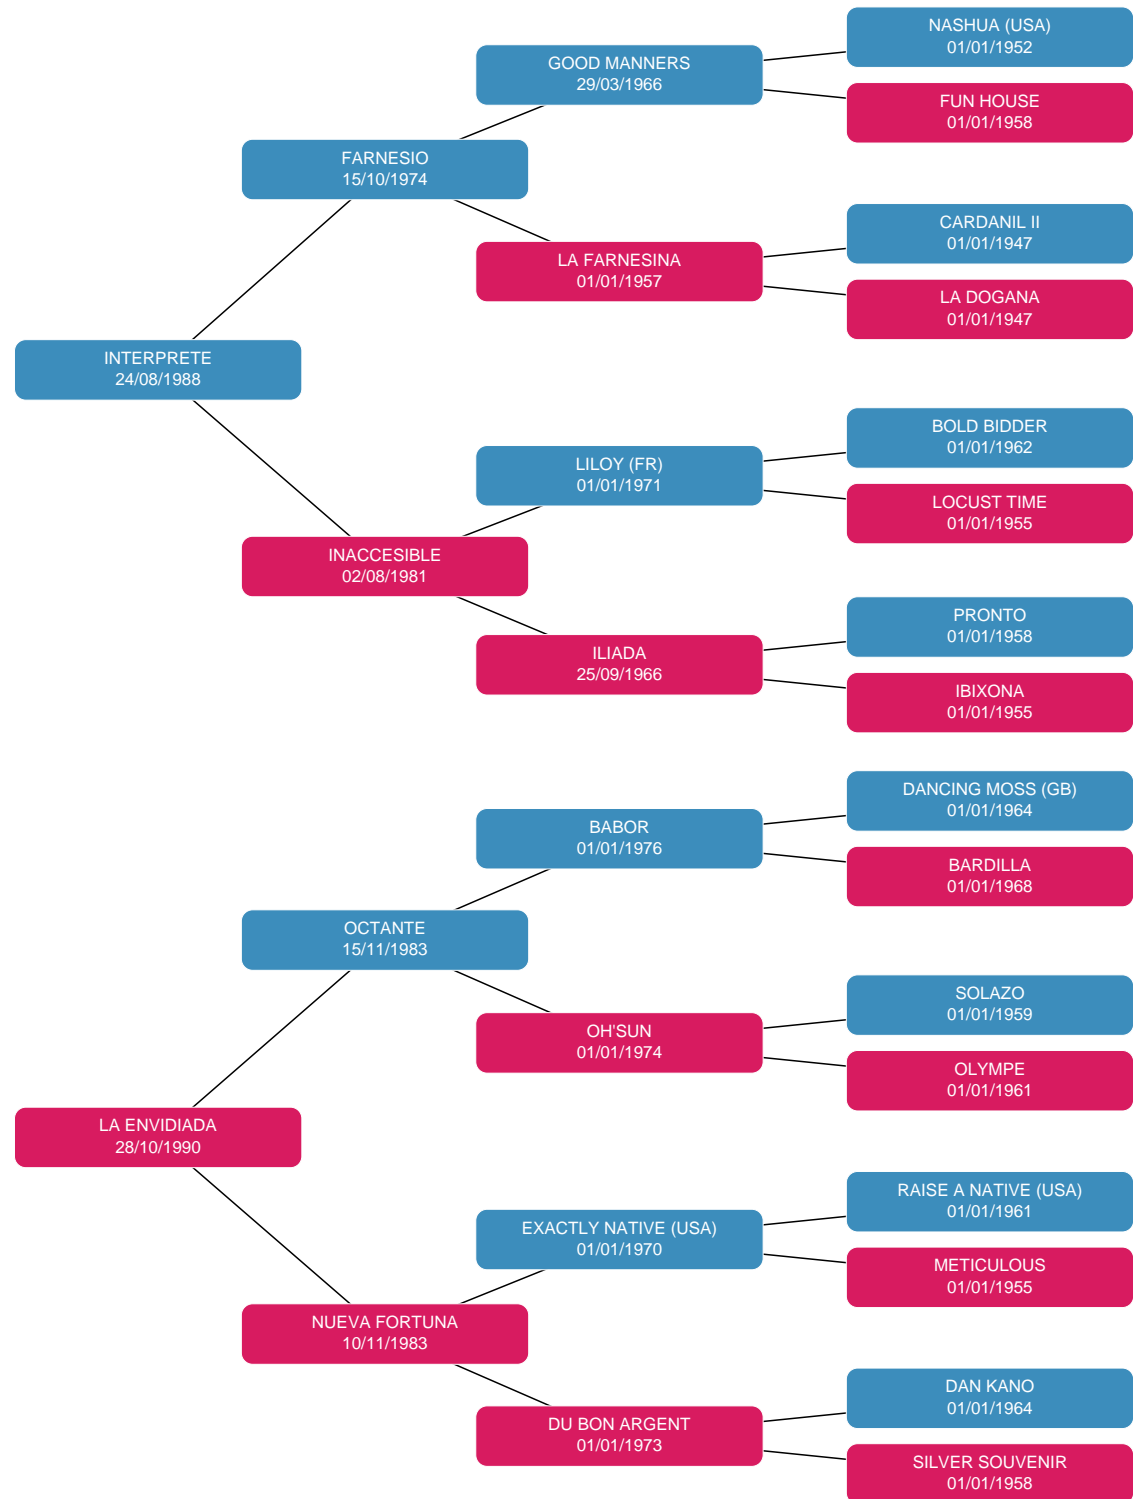 NASHUA (USA)
01/01/1952
GOOD MANNERS
29/03/1966
FUN HOUSE
01/01/1958
FARNESIO
15/10/1974
CARDANIL II
01/01/1947
LA FARNESINA
01/01/1957
LA DOGANA
01/01/1947
INTERPRETE
24/08/1988
BOLD BIDDER
01/01/1962
LILOY (FR)
01/01/1971
LOCUST TIME
01/01/1955
INACCESIBLE
02/08/1981
PRONTO
01/01/1958
ILIADA
25/09/1966
IBIXONA
01/01/1955
DANCING MOSS (GB)
01/01/1964
BABOR
01/01/1976
BARDILLA
01/01/1968
OCTANTE
15/11/1983
SOLAZO
01/01/1959
OH'SUN
01/01/1974
OLYMPE
01/01/1961
LA ENVIDIADA
28/10/1990
RAISE A NATIVE (USA)
01/01/1961
EXACTLY NATIVE (USA)
01/01/1970
METICULOUS
01/01/1955
NUEVA FORTUNA
10/11/1983
DAN KANO
01/01/1964
DU BON ARGENT
01/01/1973
SILVER SOUVENIR
01/01/1958